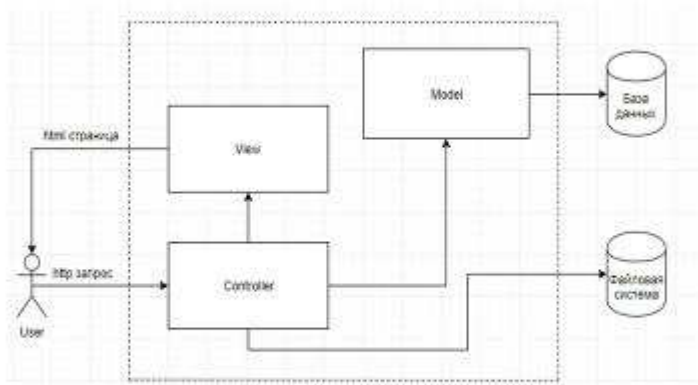 Model
База
данных
html страница
View
http запрос
Controller
Файловая
система
User